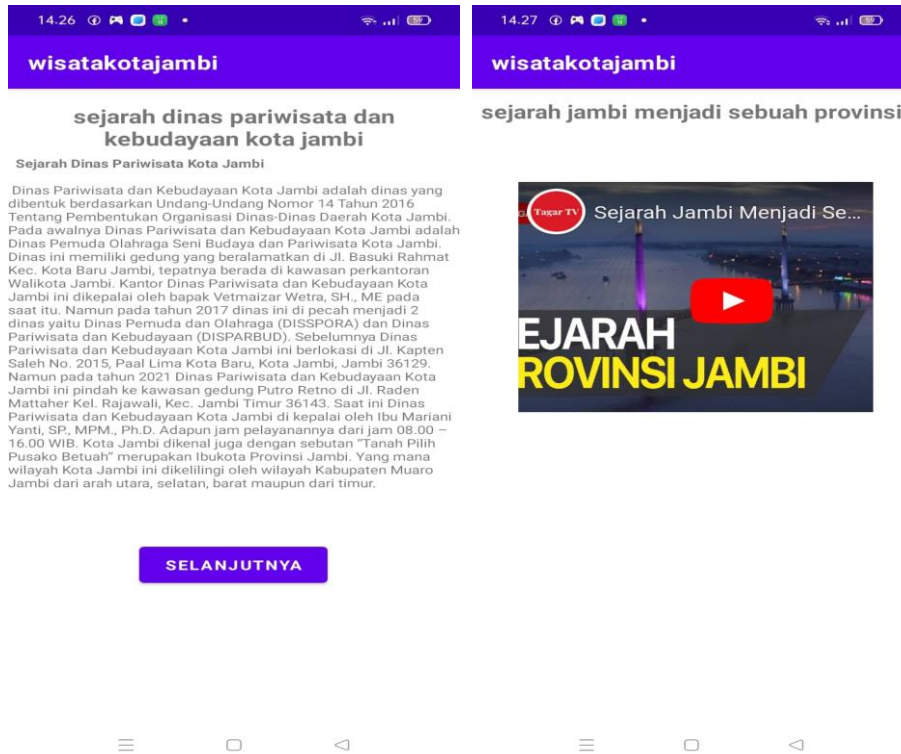 14.26
wisatakotajambi
sejarah dinas pariwisata dan
kebudayaan kota jambi
Sejarah Dinas Pariwisata Kota Jambi
Dinas Pariwisata dan Kebudayaan Kota Jambi adalah dinas yang
dibentuk berdasarkan Undang-Undang Nomor 14 Tahun 2016
Tentang Pembentukan Organisasi Dinas-Dinas Daerah Kota Jambi.
Pada awalnya Dinas Pariwisata dan Kebudayaan Kota Jambi adalah
Dinas Pemuda Olahraga Seni Budaya dan Pariwisata Kota Jambi.
Dinas ini memiliki gedung yang beralamatkan di Jl. Basuki Rahmat
Kec. Kota Baru Jambi, tepatnya berada di kawasan perkantoran
Walikota Jambi. Kantor Dinas Pariwisata dan Kebudayaan Kota
Jambi ini dikepalai oleh bapak Vetmaizar Wetra, SH., ME pada
saat itu. Namun pada tahun 2017 dinas ini di pecah menjadi 2
dinas yaitu Dinas Pemuda dan Olahraga (DISSPORA) dan Dinas
Pariwisata dan Kebudayaan (DISPARBUD). Sebelumnya Dinas
Pariwisata dan Kebudayaan Kota Jambi ini berlokasi di Jl. Kapten
Saleh No. 2015, Paal Lima Kota Baru, Kota Jambi, Jambi 36129.
Namun pada tahun 2021 Dinas Pariwisata dan Kebudayaan Kota
Jambi ini pindah ke kawasan gedung Putro Retno di Jl. Raden
Mattaher Kel. Rajawali, Kec. Jambi Timur 36143. Saat ini Dinas
Pariwisata dan Kebudayaan Kota Jambi di kepalai oleh Ibu Mariani
Yanti, SP., MPM., Ph.D. Adapun jam pelayanannya dari jam 08.00 –
16.00 WIB. Kota Jambi dikenal juga dengan sebutan “Tanah Pilih
Pusako Betuah” merupakan Ibukota Provinsi Jambi. Yang mana
wilayah Kota Jambi ini dikelilingi oleh wilayah Kabupaten Muaro
Jambi dari arah utara, selatan, barat maupun dari timur.
SELANJUTNYA
14.27
wisatakotajambi
sejarah jambi menjadi sebuah provinsi
Tagar TV
Sejarah Jambi Menjadi Se...
EJARAH
ROVINSI JAMBI